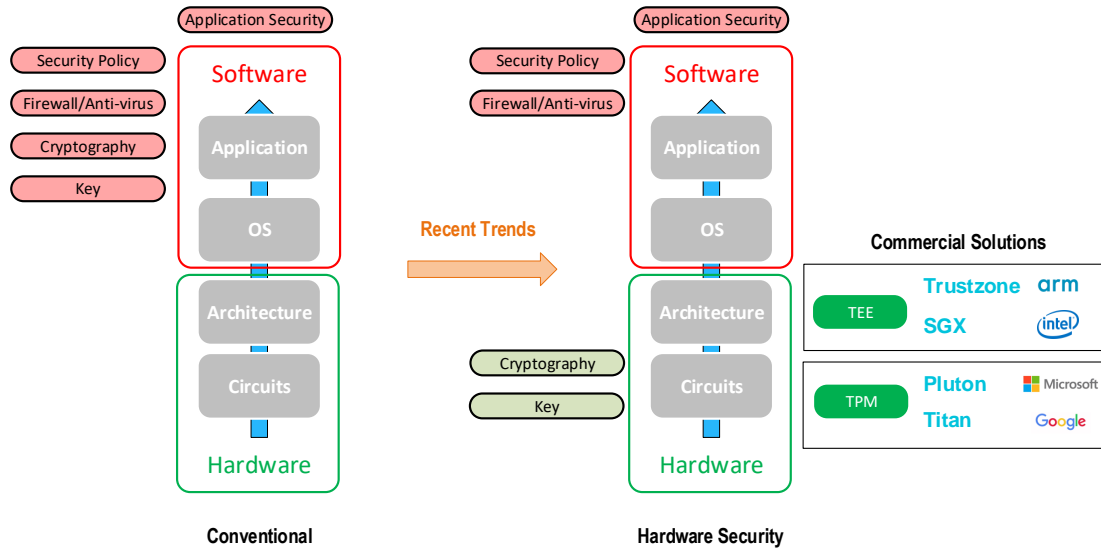 Application Security
Security Policy
Firewall/Anti-virus
Cryptography
Key
Software
Application
OS
Architecture
Circuits
Hardware
Conventional
Recent Trends
Application Security
Security Policy
Firewall/Anti-virus
Cryptography
Key
Software
Application
OS
Architecture
Circuits
Hardware
Hardware Security
Commercial Solutions
TEE
Trustzone arm
SGX intel
TPM
Pluton Microsoft
Titan Google